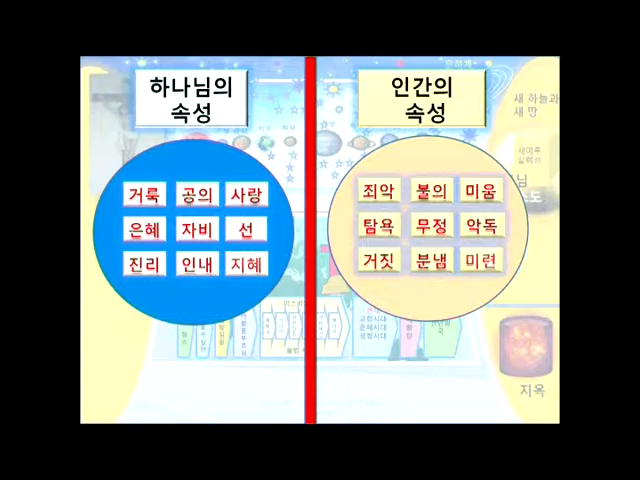 하나님의
속성
거룩 공의 사랑
은혜 자비 선
진리 인내 지혜
인간의
속성
죄악 불의 미움
탐욕 무정 악독
거짓 분냄 미련
새 하늘과
새 땅
지옥